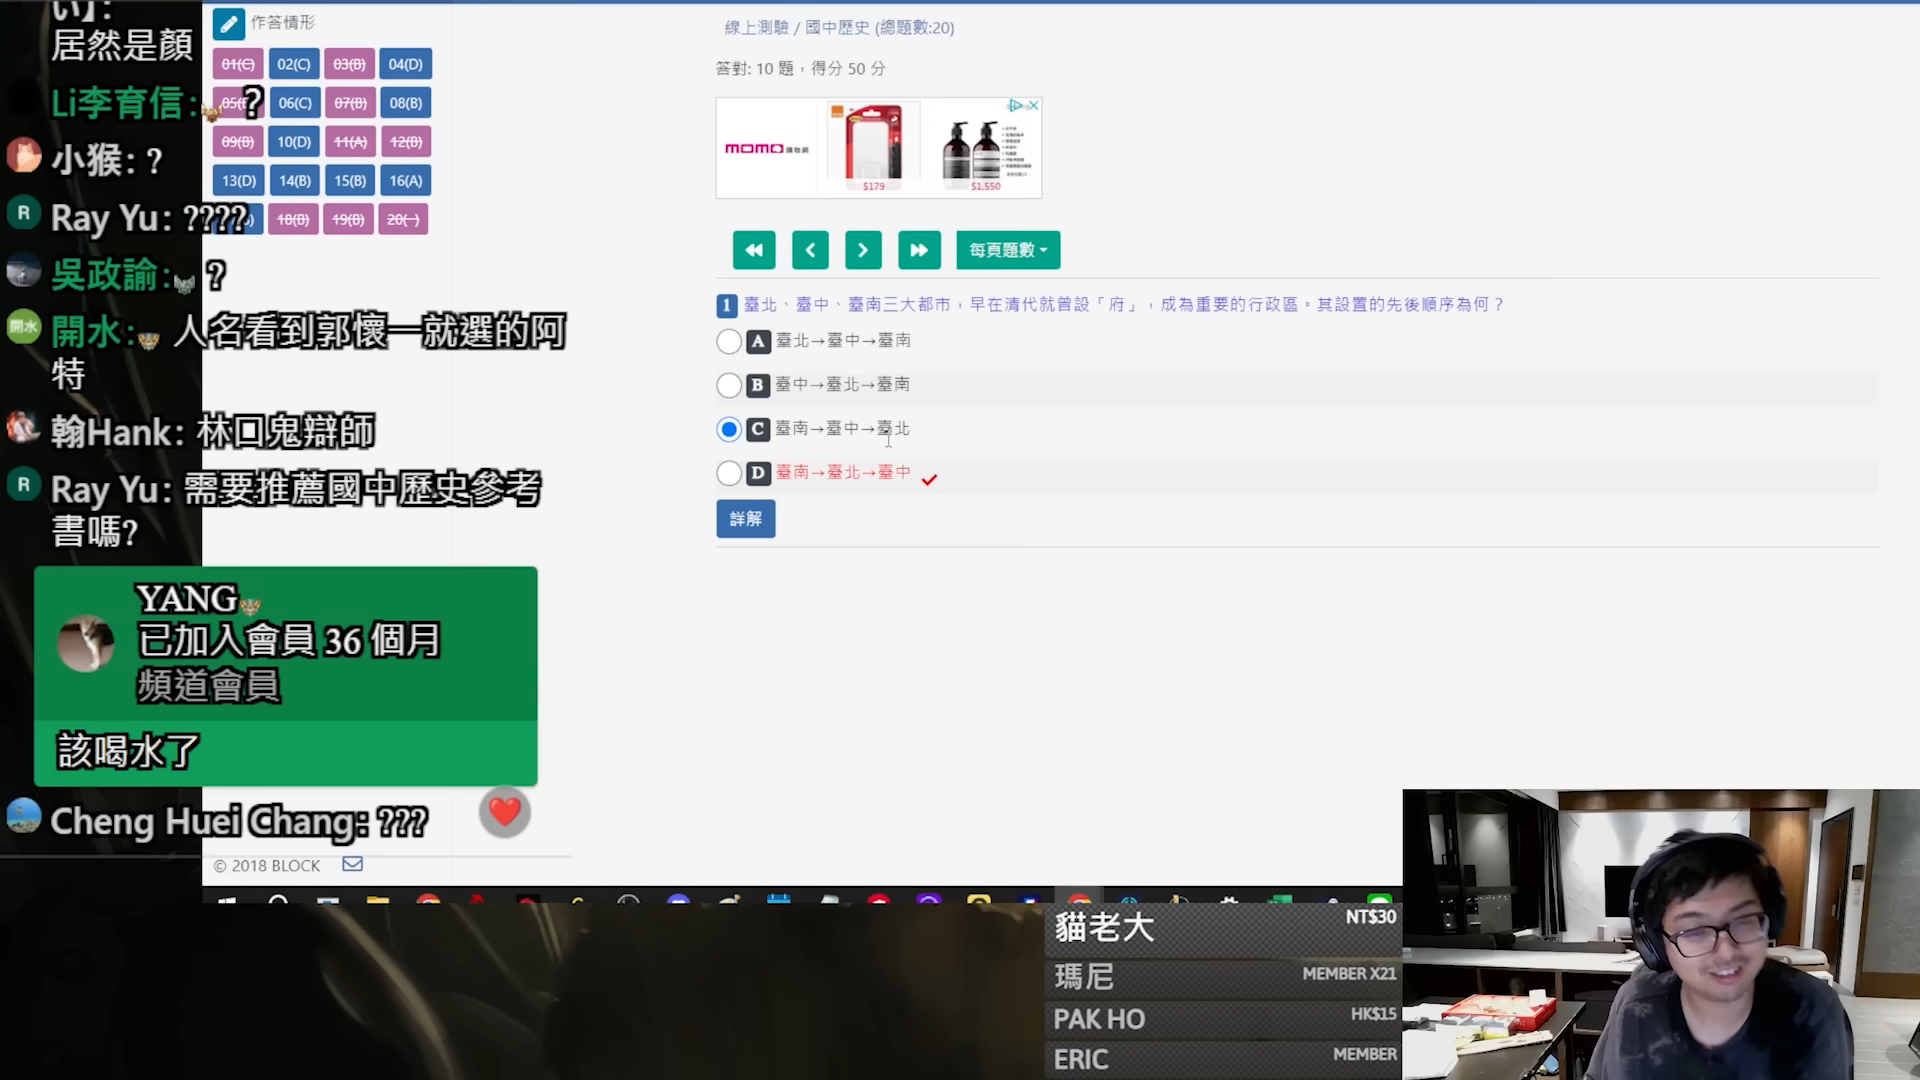 い】:
居然是顏
Li李育信: ?
小猴: ?
Ray Yu: ????
吳政諭: ?
開水: 人名看到郭懷一就選的阿
特
翰Hank: 林口鬼辯師
Ray Yu: 需要推薦國中歷史參考
書嗎?
YANG
已加入會員 36 個月
頻道會員
該喝水了
Cheng Huei Chang: ???
© 2018 BLOCK
作答情形
01(C) 02(C) 03(B) 04(D)
06(C) 07(B) 08(B)
09(B) 10(D) 11(A) 12(B)
13(D) 14(B) 15(B) 16(A)
18(B) 19(B) 20( )
線上測驗 / 國中歷史 (總題數:20)
答對: 10 題，得分 50 分
momo購物網
$179
$1,550
每頁題數
1 臺北、臺中、臺南三大都市，早在清代就曾設「府」，成為重要的行政區。其設置的先後順序為何？
A 臺北→臺中→臺南
B 臺中→臺北→臺南
C 臺南→臺中→臺北
D 臺南→臺北→臺中
詳解
貓老大 NT$30
瑪尼 MEMBER X21
PAK HO HK$15
ERIC MEMBER